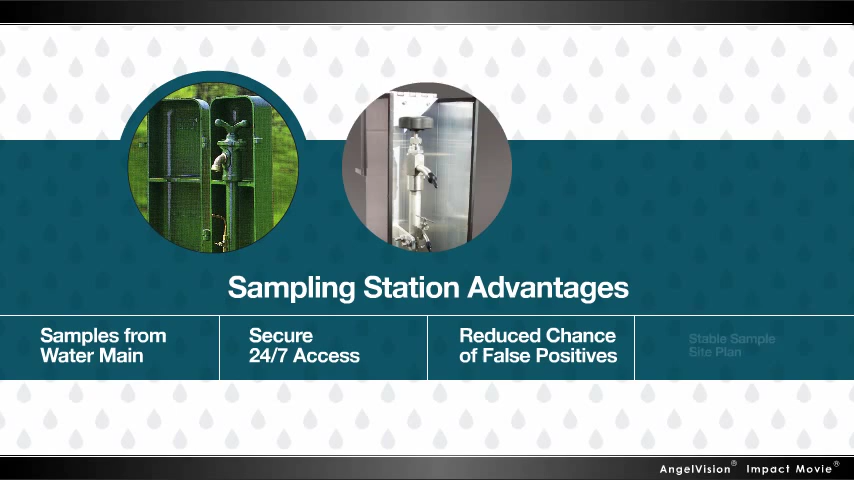 Sampling Station Advantages
Samples from
Water Main
Secure
24/7 Access
Reduced Chance
of False Positives
Stable Sample
Site Plan
AngelVision® Impact Movie®